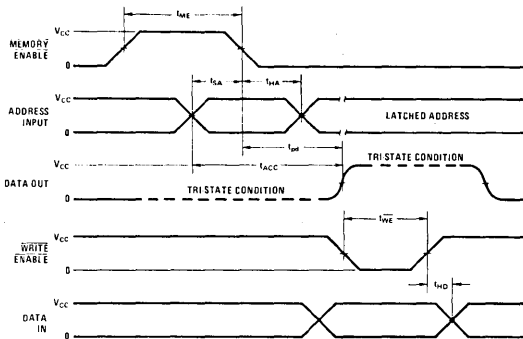 tME
VCC
MEMORY
ENABLE
0
tSA
tHA
VCC
ADDRESS
INPUT
LATCHED ADDRESS
0
tpd
tACC
VCC
TRI STATE CONDITION
DATA OUT
TRI STATE CONDITION
0
tWE
VCC
WRITE
ENABLE
0
tHD
VCC
DATA
IN
0